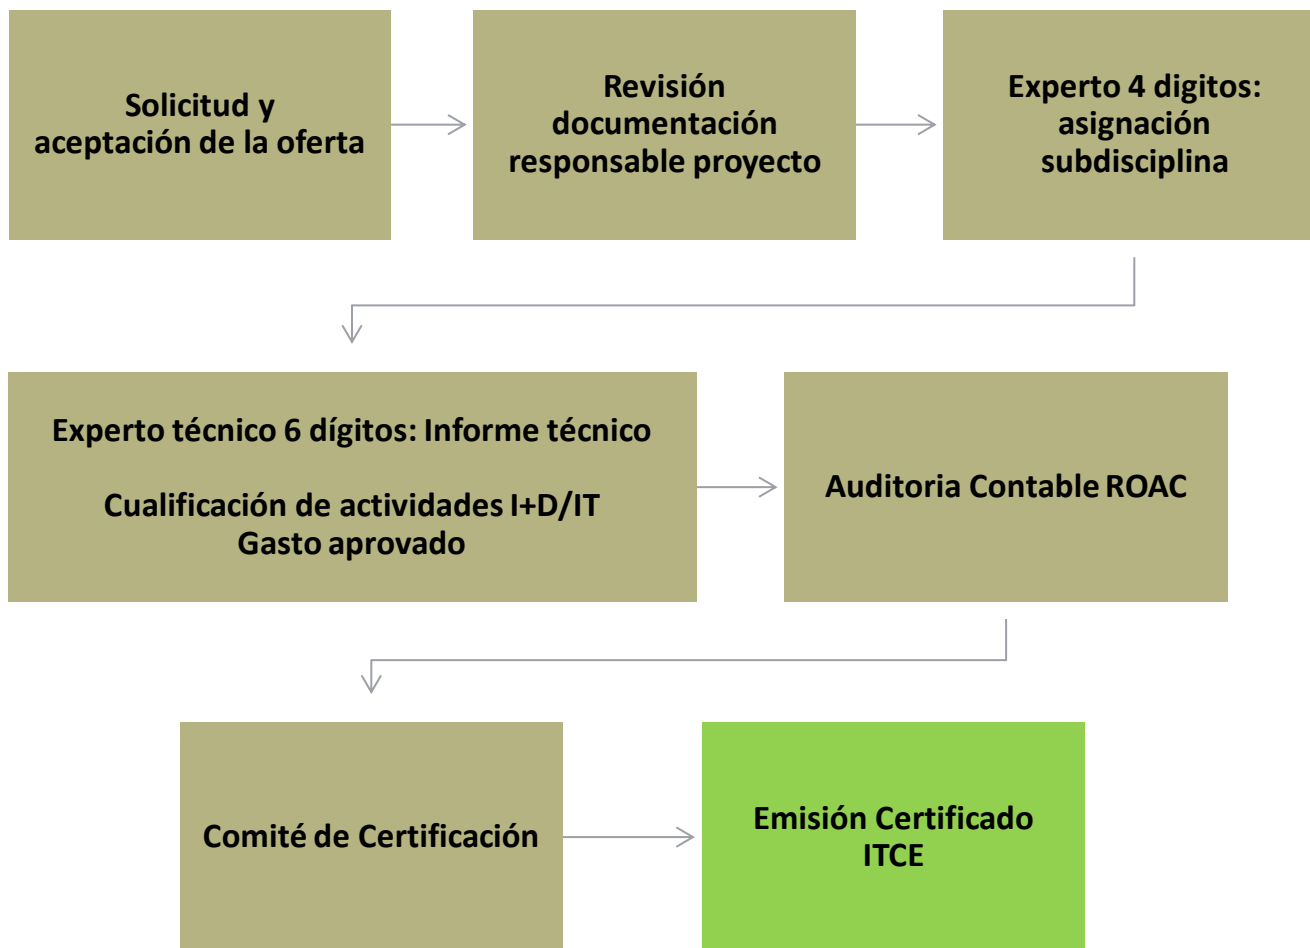 Solicitud y
aceptación de la oferta
Revisión
documentación
responsable proyecto
Experto 4 digitos:
asignación
subdisciplina
Experto técnico 6 dígitos: Informe técnico
Cualificación de actividades I+D/IT
Gasto aprovado
Auditoria Contable ROAC
Comité de Certificación
Emisión Certificado
ITCE